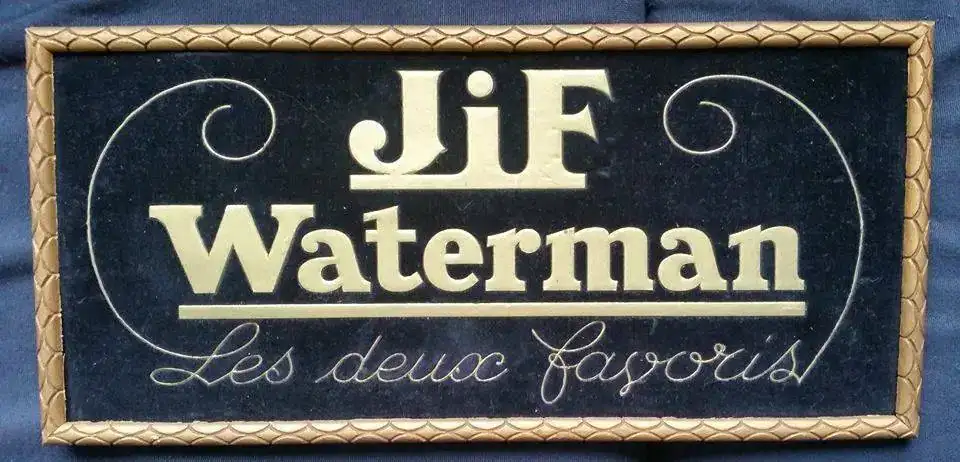 JiF
Waterman
Les deux favoris